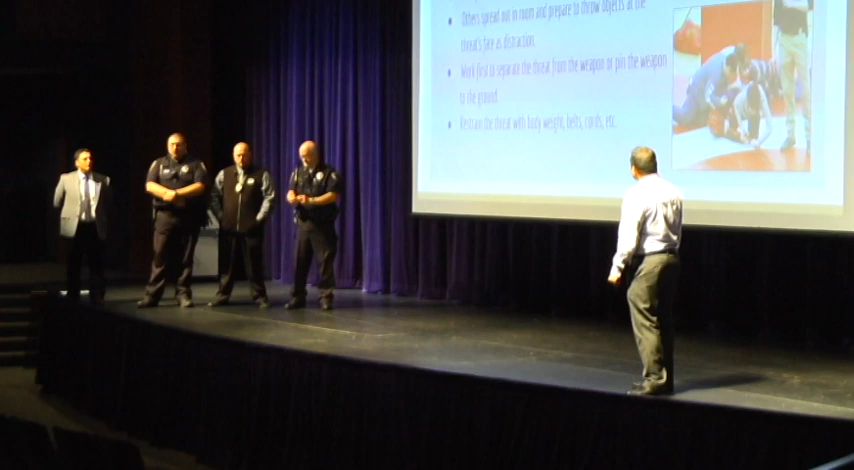 Others spread out in room and prepare to throw objects at the
threat's face as distraction.
Work first to separate the threat from the weapon or pin the weapon
to the ground.
Restrain the threat with body weight, belts, cords, etc.